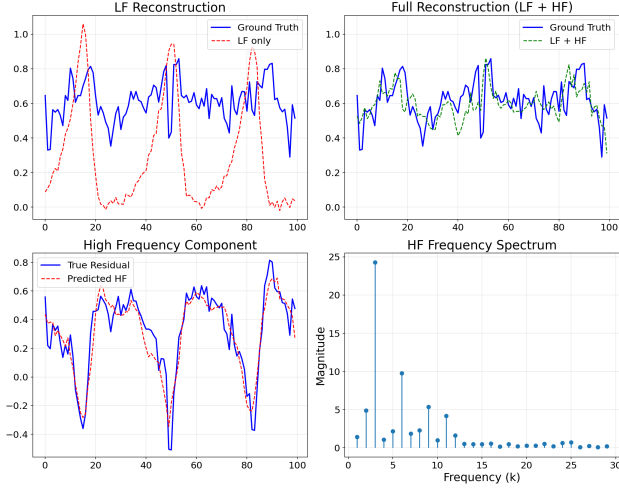 LF Reconstruction
1.0
0.8
0.6
0.4
0.2
0.0
0 20 40 60 80 100
Ground Truth
LF only
Full Reconstruction (LF + HF)
1.0
0.8
0.6
0.4
0.2
0.0
0 20 40 60 80 100
Ground Truth
LF + HF
High Frequency Component
0.8
0.6
0.4
0.2
0.0
−0.2
−0.4
0 20 40 60 80 100
True Residual
Predicted HF
HF Frequency Spectrum
Magnitude
25
20
15
10
5
0
0 5 10 15 20 25 30
Frequency (k)